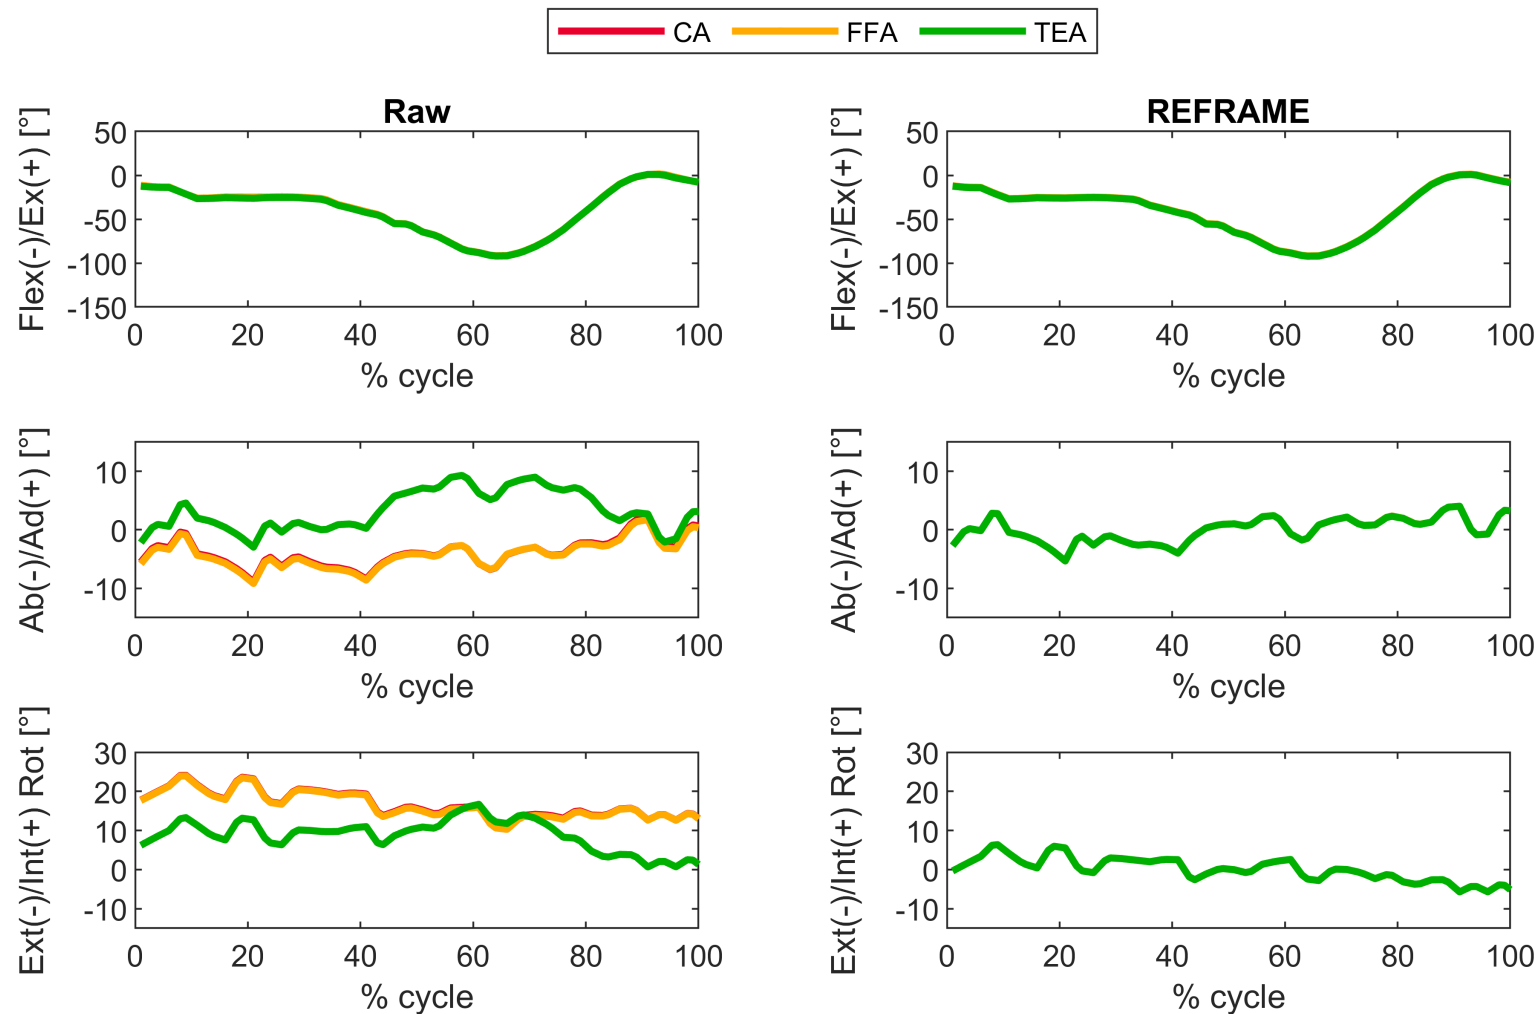 CA FFA TEA
Raw
REFRAME
Flex(-)/Ex(+) [°]
50
0
-50
-100
-150
0 20 40 60 80 100
% cycle
Flex(-)/Ex(+) [°]
50
0
-50
-100
-150
0 20 40 60 80 100
% cycle
Ab(-)/Ad(+) [°]
10
0
-10
0 20 40 60 80 100
% cycle
Ab(-)/Ad(+) [°]
10
0
-10
0 20 40 60 80 100
% cycle
Ext(-)/Int(+) Rot [°]
30
20
10
0
-10
0 20 40 60 80 100
% cycle
Ext(-)/Int(+) Rot [°]
30
20
10
0
-10
0 20 40 60 80 100
% cycle